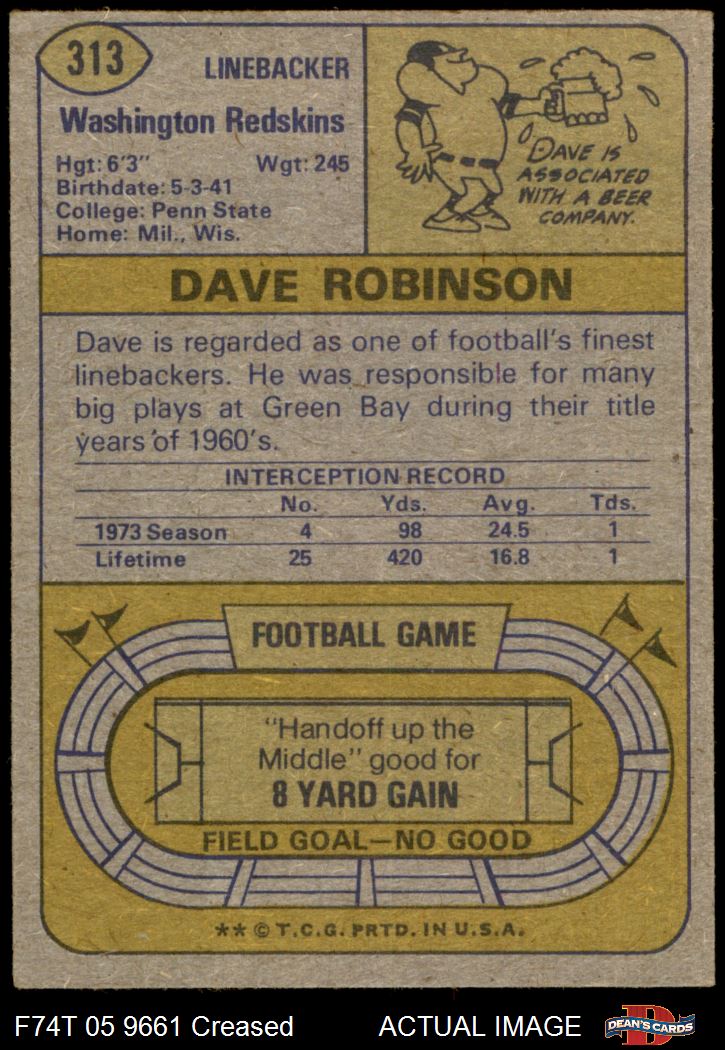 313
LINEBACKER
Washington Redskins
Hgt: 6'3" Wgt: 245
Birthdate: 5-3-41
College: Penn State
Home: Mil., Wis.
DAVE IS
ASSOCIATED
WITH A BEER
COMPANY.
DAVE ROBINSON
Dave is regarded as one of football's finest
linebackers. He was responsible for many
big plays at Green Bay during their title
years of 1960's.
INTERCEPTION RECORD
No. Yds. Avg. Tds.
1973 Season 4 98 24.5 1
Lifetime 25 420 16.8 1
FOOTBALL GAME
"Handoff up the
Middle" good for
8 YARD GAIN
FIELD GOAL—NO GOOD
** © T.C.G. PRTD. IN U.S.A.
F74T 05 9661 Creased ACTUAL IMAGE
D
DEAN'S CARDS